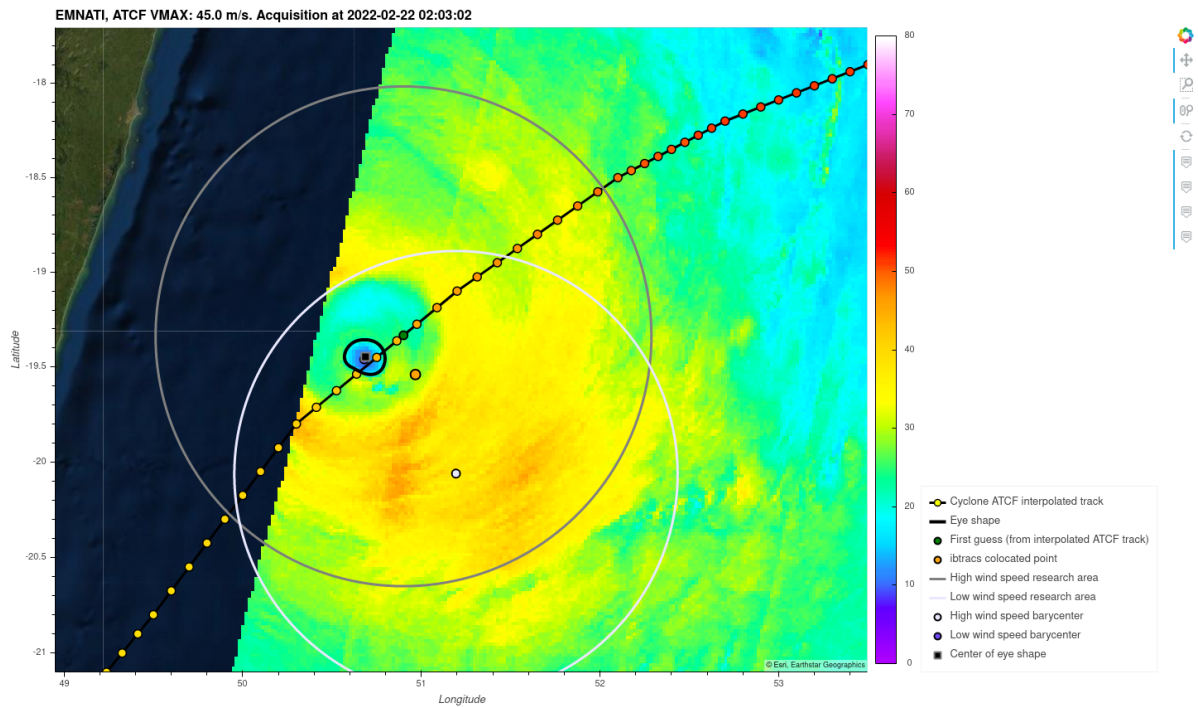 EMNATI, ATCF VMAX: 45.0 m/s. Acquisition at 2022-02-22 02:03:02
Latitude
-18
-18.5
-19
-19.5
-20
-20.5
-21
49
50
51
52
53
Longitude
© Esri, Earthstar Geographics
80
70
60
50
40
30
20
10
0
Cyclone ATCF interpolated track
Eye shape
First guess (from interpolated ATCF track)
ibtracs colocated point
High wind speed research area
Low wind speed research area
High wind speed barycenter
Low wind speed barycenter
Center of eye shape